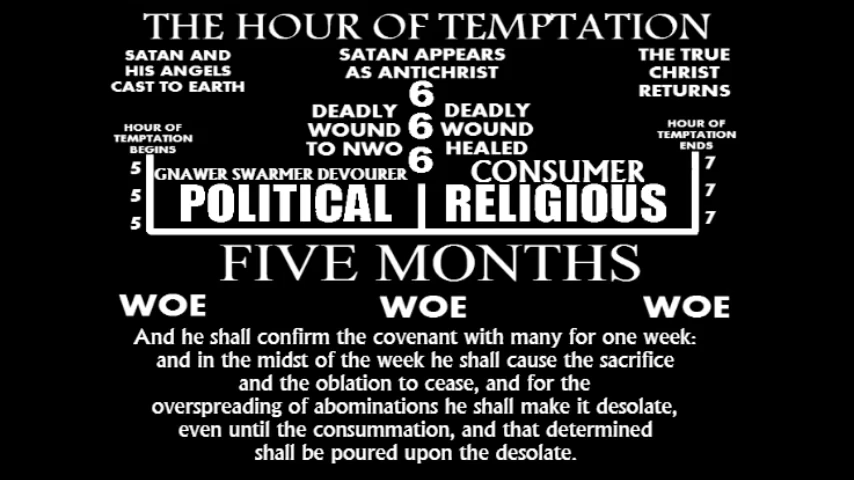 THE HOUR OF TEMPTATION
SATAN AND
HIS ANGELS
CAST TO EARTH
SATAN APPEARS
AS ANTICHRIST
THE TRUE
CHRIST
RETURNS
6
6
6
DEADLY
WOUND
TO NWO
DEADLY
WOUND
HEALED
HOUR OF
TEMPTATION
BEGINS
HOUR OF
TEMPTATION
ENDS
5
5
5
GNAWER SWARMER DEVOURER
POLITICAL
CONSUMER
RELIGIOUS
7
7
7
FIVE MONTHS
WOE WOE WOE
And he shall confirm the covenant with many for one week:
and in the midst of the week he shall cause the sacrifice
and the oblation to cease, and for the
overspreading of abominations he shall make it desolate,
even until the consummation, and that determined
shall be poured upon the desolate.